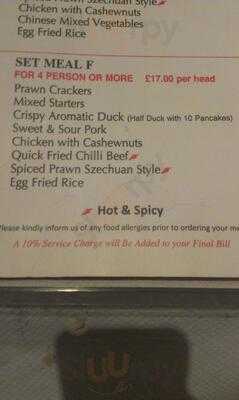 Chicken with Cashewnuts
Chinese Mixed Vegetables
Egg Fried Rice
SET MEAL F
FOR 4 PERSON OR MORE £17.00 per head
Prawn Crackers
Mixed Starters
Crispy Aromatic Duck (Half Duck with 10 Pancakes)
Sweet & Sour Pork
Chicken with Cashewnuts
Quick Fried Chilli Beef
Spiced Prawn Szechuan Style
Egg Fried Rice
Hot & Spicy
Please kindly inform us of any food allergies prior to ordering your me
A 10% Service Charge will Be Added to your Final Bill